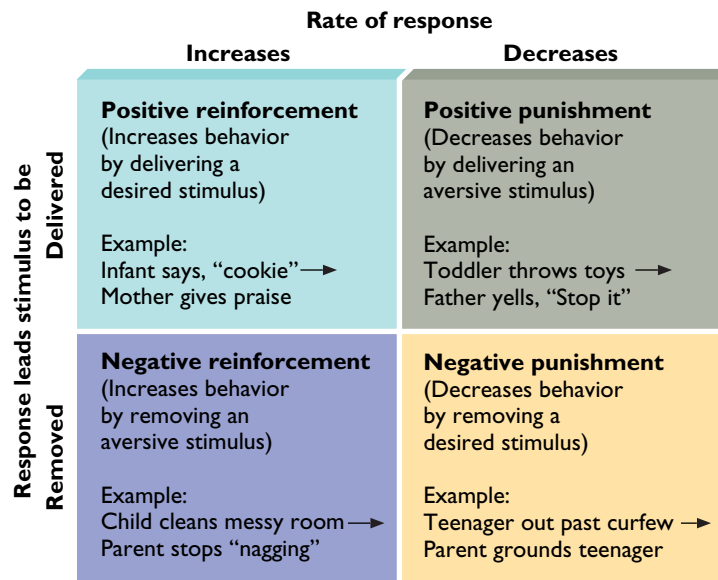 Rate of response
Increases
Decreases
Response leads stimulus to be
Delivered
Positive reinforcement
(Increases behavior
by delivering a
desired stimulus)
Example:
Infant says, “cookie” →
Mother gives praise
Positive punishment
(Decreases behavior
by delivering an
aversive stimulus)
Example:
Toddler throws toys →
Father yells, “Stop it”
Removed
Negative reinforcement
(Increases behavior
by removing an
aversive stimulus)
Example:
Child cleans messy room →
Parent stops “nagging”
Negative punishment
(Decreases behavior
by removing a
desired stimulus)
Example:
Teenager out past curfew →
Parent grounds teenager